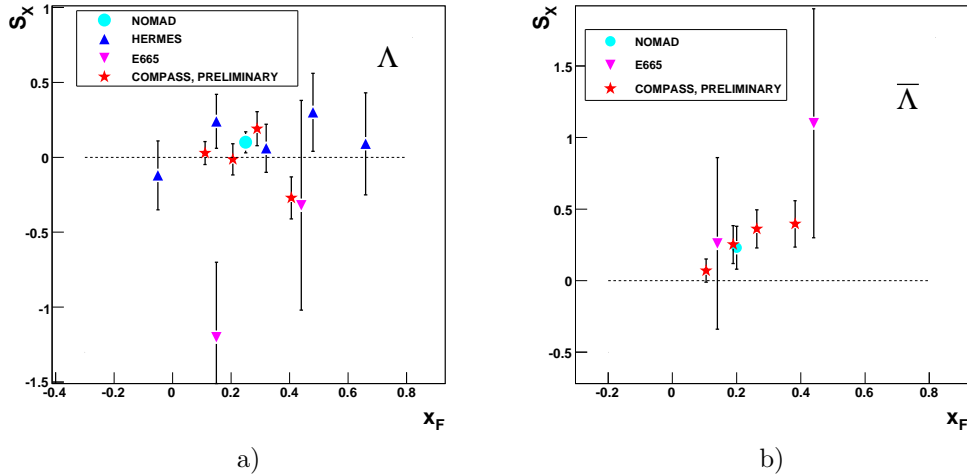 S_X
1
0.5
0
-0.5
-1
-1.5
NOMAD
HERMES
E665
COMPASS, PRELIMINARY
Λ
-0.4 -0.2 0 0.2 0.4 0.6 0.8
x_F
a)
S_X
1.5
1
0.5
0
-0.5
NOMAD
E665
COMPASS, PRELIMINARY
Λ̅
0 0.2 0.4 0.6 0.8
x_F
b)